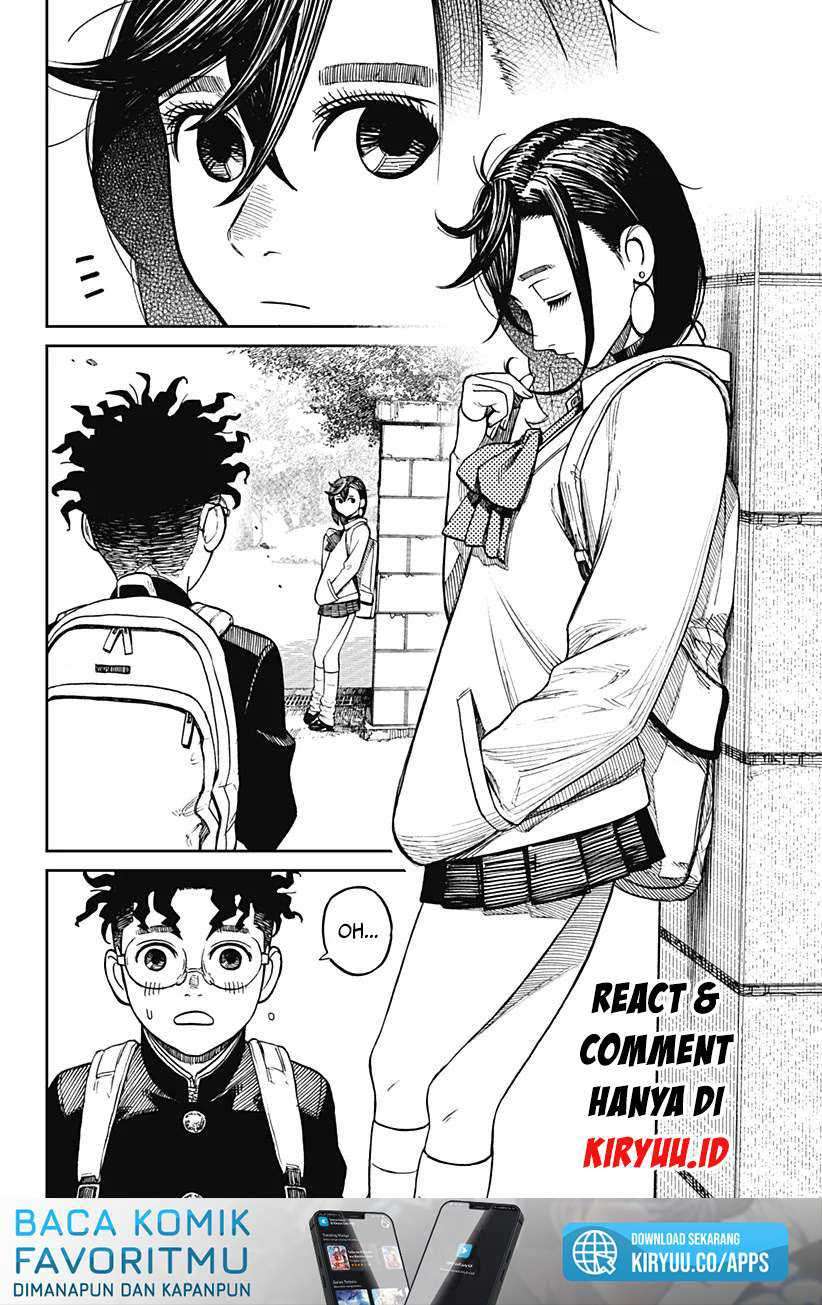 OH...
REACT &
COMMENT
HANYA DI
KIRYUU.ID
BACA KOMIK
FAVORITMU
DIMANAPUN DAN KAPANPUN
DOWNLOAD SEKARANG
KIRYUU.CO/APPS